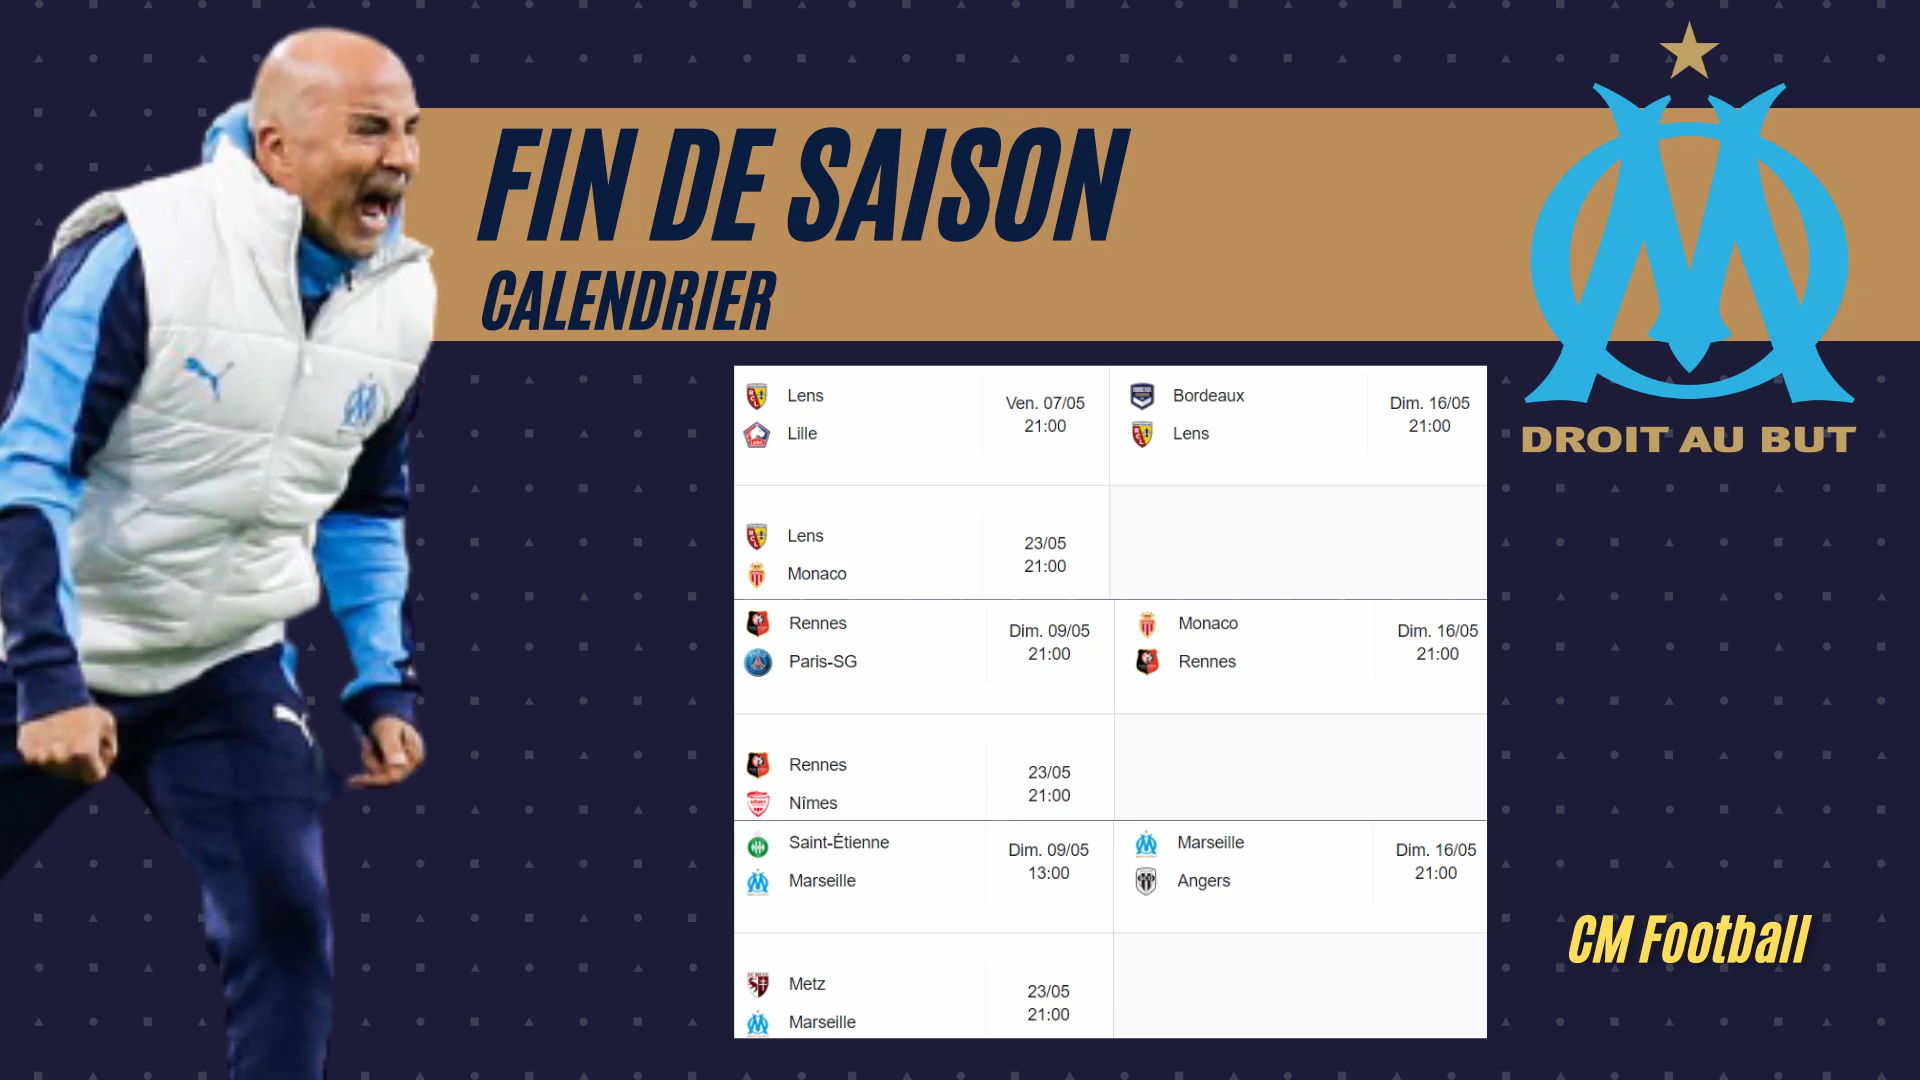 FIN DE SAISON
CALENDRIER
DROIT AU BUT
Lens
Lille
Ven. 07/05
21:00
Bordeaux
Lens
Dim. 16/05
21:00
Lens
Monaco
23/05
21:00
Rennes
Paris-SG
Dim. 09/05
21:00
Monaco
Rennes
Dim. 16/05
21:00
Rennes
Nîmes
23/05
21:00
Saint-Étienne
Marseille
Dim. 09/05
13:00
Marseille
Angers
Dim. 16/05
21:00
Metz
Marseille
23/05
21:00
CM Football